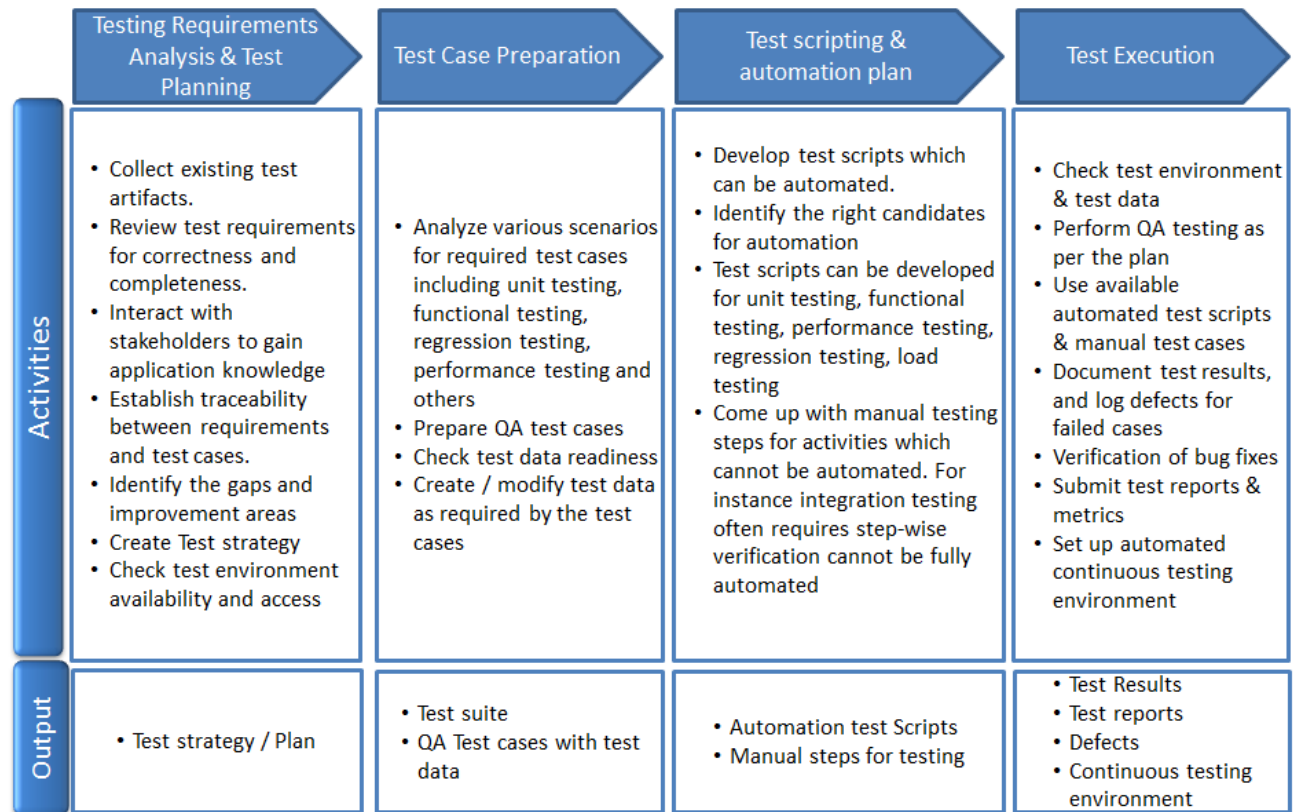 Testing Requirements
Analysis & Test
Planning
Test Case Preparation
Test scripting &
automation plan
Test Execution
Activities
• Collect existing test
artifacts.
• Review test requirements
for correctness and
completeness.
• Interact with
stakeholders to gain
application knowledge
• Establish traceability
between requirements
and test cases.
• Identify the gaps and
improvement areas
• Create Test strategy
• Check test environment
availability and access
• Analyze various scenarios
for required test cases
including unit testing,
functional testing,
regression testing,
performance testing and
others
• Prepare QA test cases
• Check test data readiness
• Create / modify test data
as required by the test
cases
• Develop test scripts which
can be automated.
• Identify the right candidates
for automation
• Test scripts can be developed
for unit testing, functional
testing, performance testing,
regression testing, load
testing
• Come up with manual testing
steps for activities which
cannot be automated. For
instance integration testing
often requires step-wise
verification cannot be fully
automated
• Check test environment
& test data
• Perform QA testing as
per the plan
• Use available
automated test scripts
& manual test cases
• Document test results,
and log defects for
failed cases
• Verification of bug fixes
• Submit test reports &
metrics
• Set up automated
continuous testing
environment
Output
• Test strategy / Plan
• Test suite
• QA Test cases with test
data
• Automation test Scripts
• Manual steps for testing
• Test Results
• Test reports
• Defects
• Continuous testing
environment